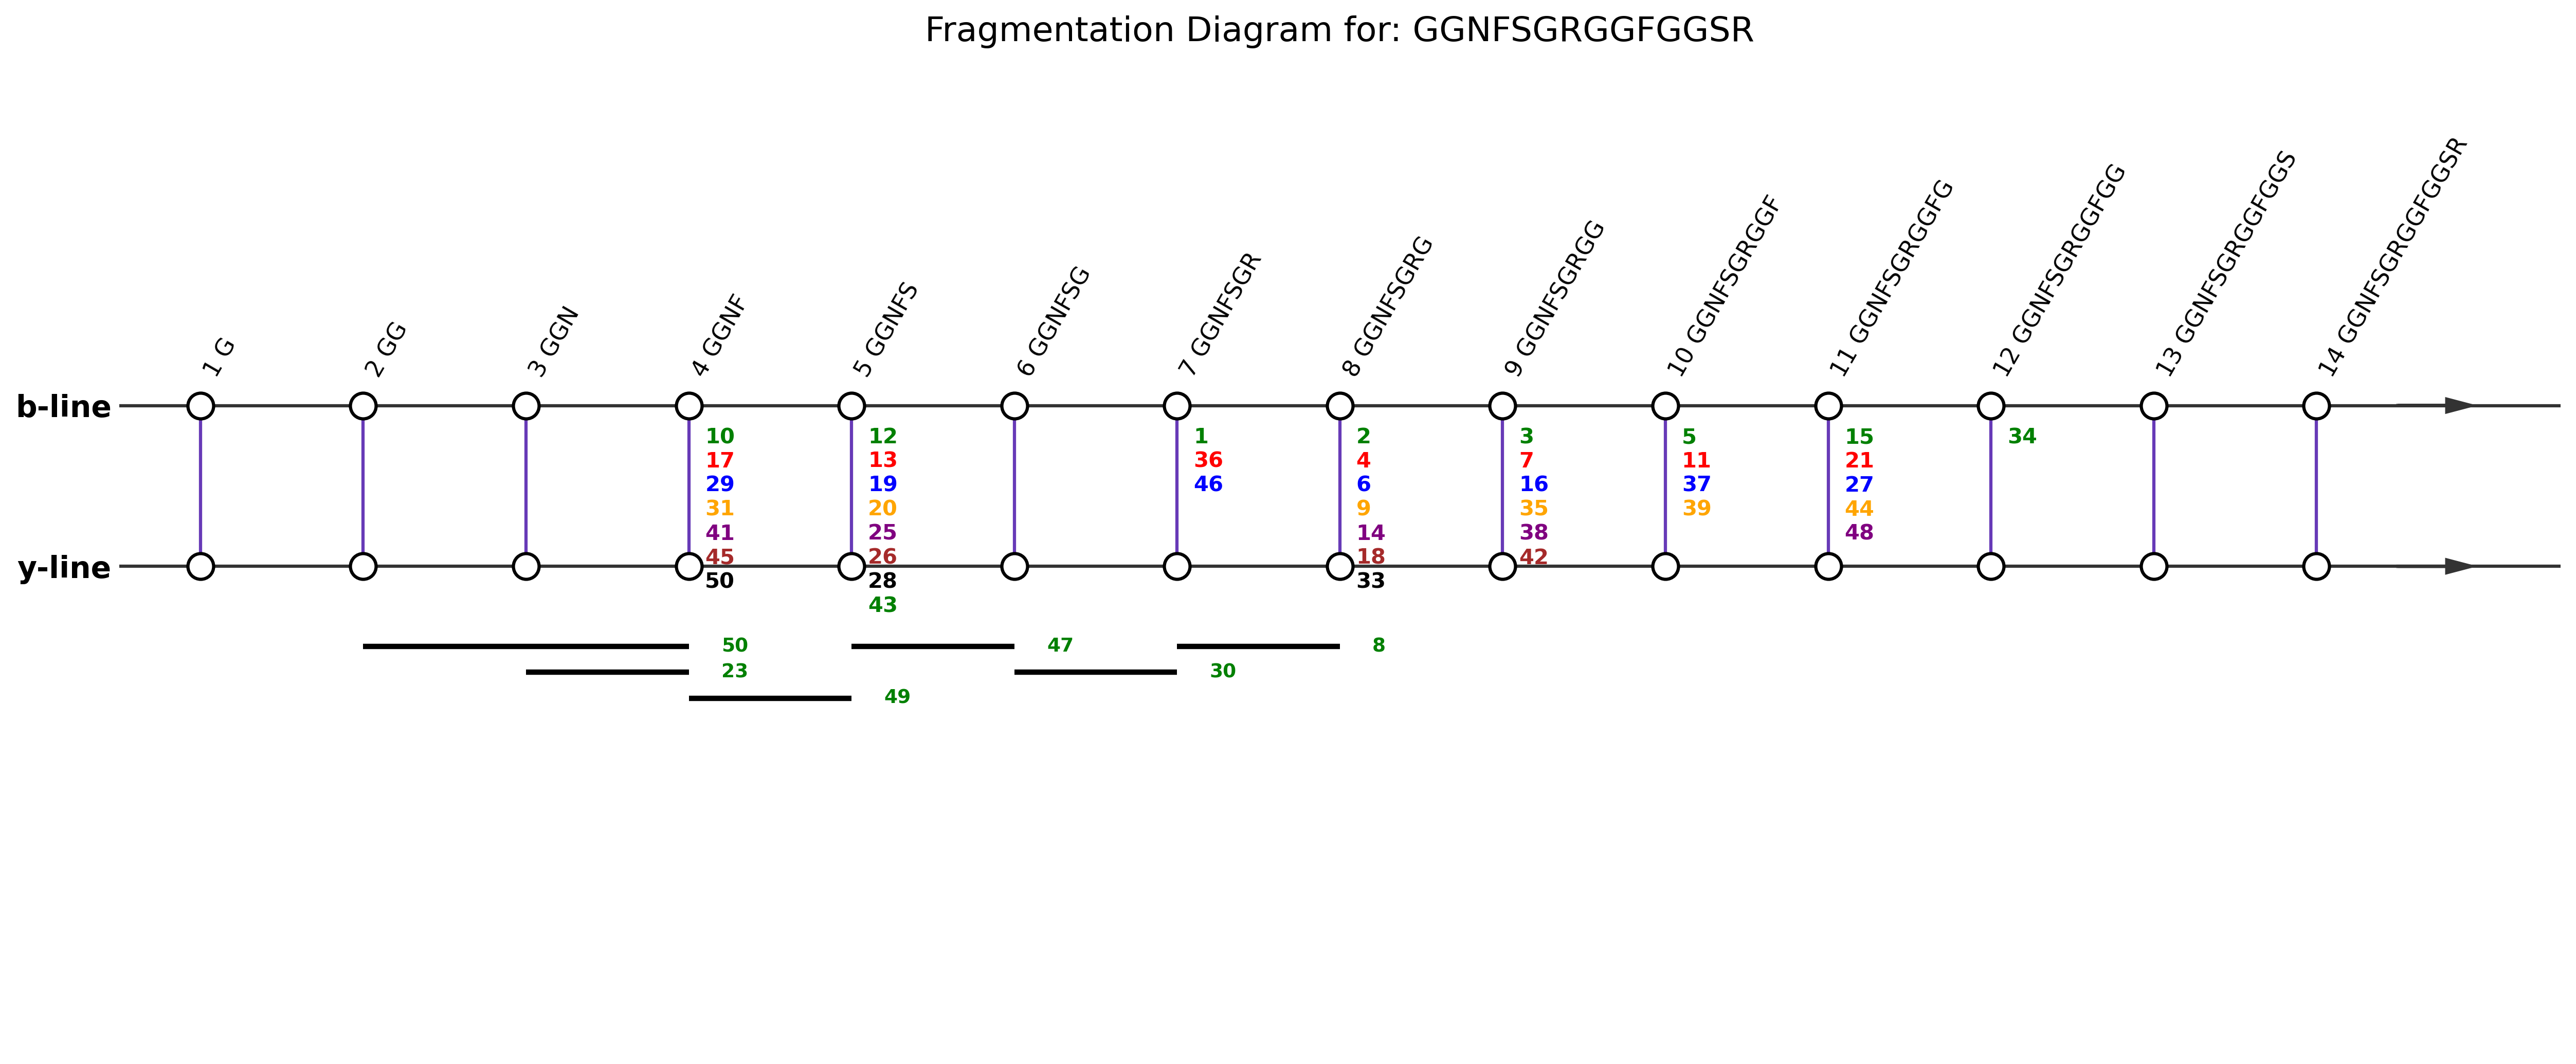 Fragmentation Diagram for: GGNFSGRGGFGGSR
1 G
2 GG
3 GGN
4 GGNF
5 GGNFS
6 GGNFSG
7 GGNFSGR
8 GGNFSGRG
9 GGNFSGRGG
10 GGNFSGRGGF
11 GGNFSGRGGFG
12 GGNFSGRGGFGG
13 GGNFSGRGGFGGS
14 GGNFSGRGGFGGSR
b-line
10 12 1 2 3 5 15 34
17 13 36 4 7 11 21
29 19 46 6 16 37 27
31 20 9 35 39 44
41 25 14 38 48
45 26 18 42
y-line
50 28 33
43
50 47 8
23 30
49